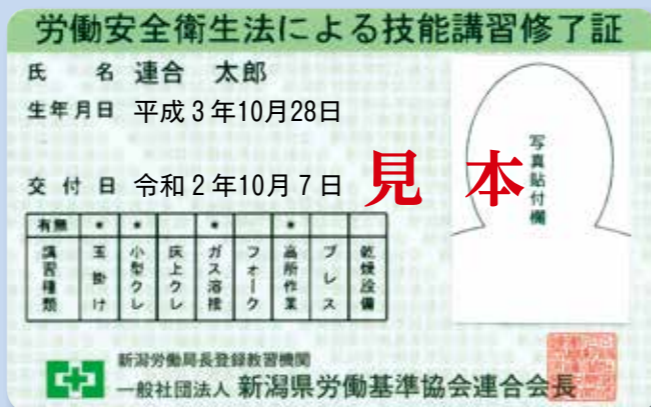 労働安全衛生法による技能講習修了証
氏 名 連合 太郎
生年月日 平成3年10月28日
交付日 令和2年10月7日
見本
写真貼付欄
有無 * * * *
講習種類 玉掛け 小型クレ 床上クレ ガス溶接 フォーク 高所作業 プレス 乾燥設備
新潟労働局長登録教習機関
一般社団法人 新潟県労働基準協会連合会長